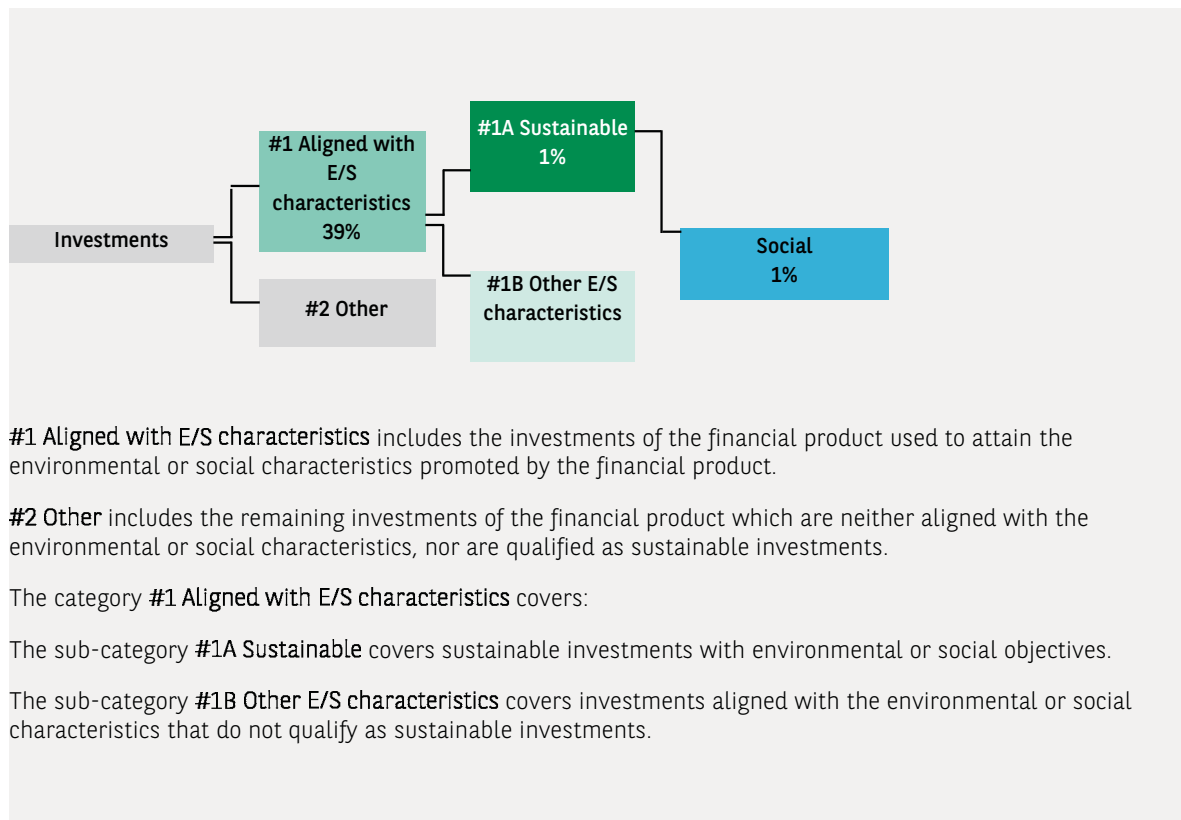 #1A Sustainable
1%
#1 Aligned with
E/S
characteristics
39%
Investments
Social
1%
#2 Other
#1B Other E/S
characteristics
#1 Aligned with E/S characteristics includes the investments of the financial product used to attain the
environmental or social characteristics promoted by the financial product.
#2 Other includes the remaining investments of the financial product which are neither aligned with the
environmental or social characteristics, nor are qualified as sustainable investments.
The category #1 Aligned with E/S characteristics covers:
The sub-category #1A Sustainable covers sustainable investments with environmental or social objectives.
The sub-category #1B Other E/S characteristics covers investments aligned with the environmental or social
characteristics that do not qualify as sustainable investments.